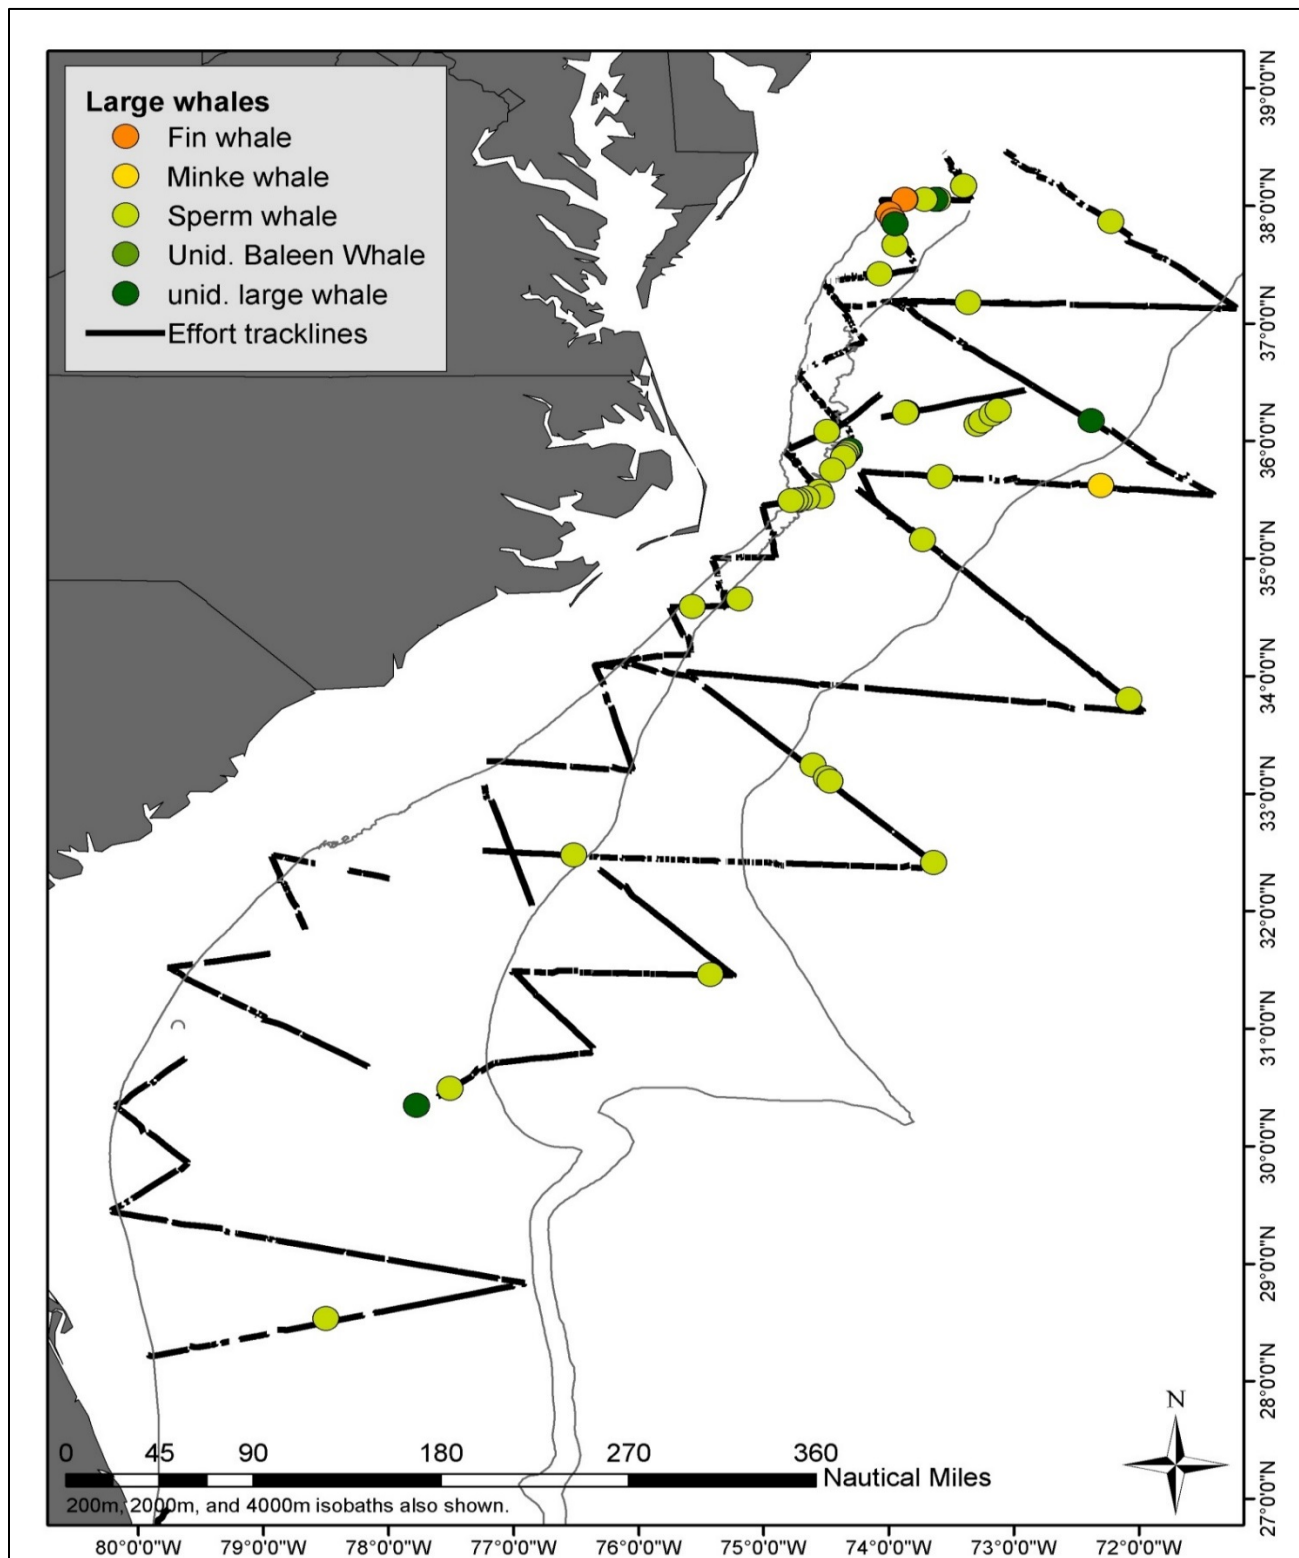 Large whales
Fin whale
Minke whale
Sperm whale
Unid. Baleen Whale
unid. large whale
Effort tracklines
39°0'0"N
38°0'0"N
37°0'0"N
36°0'0"N
35°0'0"N
34°0'0"N
33°0'0"N
32°0'0"N
31°0'0"N
30°0'0"N
29°0'0"N
28°0'0"N
27°0'0"N
N
0 45 90 180 270 360
Nautical Miles
200m, 2000m, and 4000m isobaths also shown.
80°0'0"W 79°0'0"W 78°0'0"W 77°0'0"W 76°0'0"W 75°0'0"W 74°0'0"W 73°0'0"W 72°0'0"W